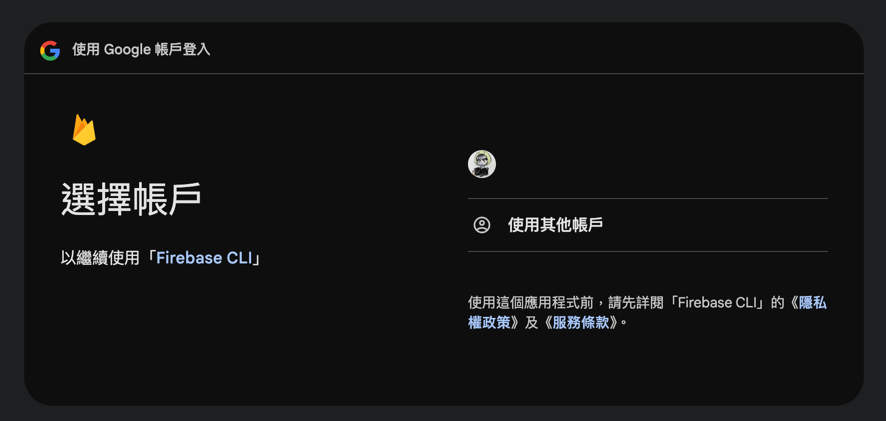 使用 Google 帳戶登入
選擇帳戶
以繼續使用「Firebase CLI」
使用其他帳戶
使用這個應用程式前，請先詳閱「Firebase CLI」的《隱私
權政策》及《服務條款》。